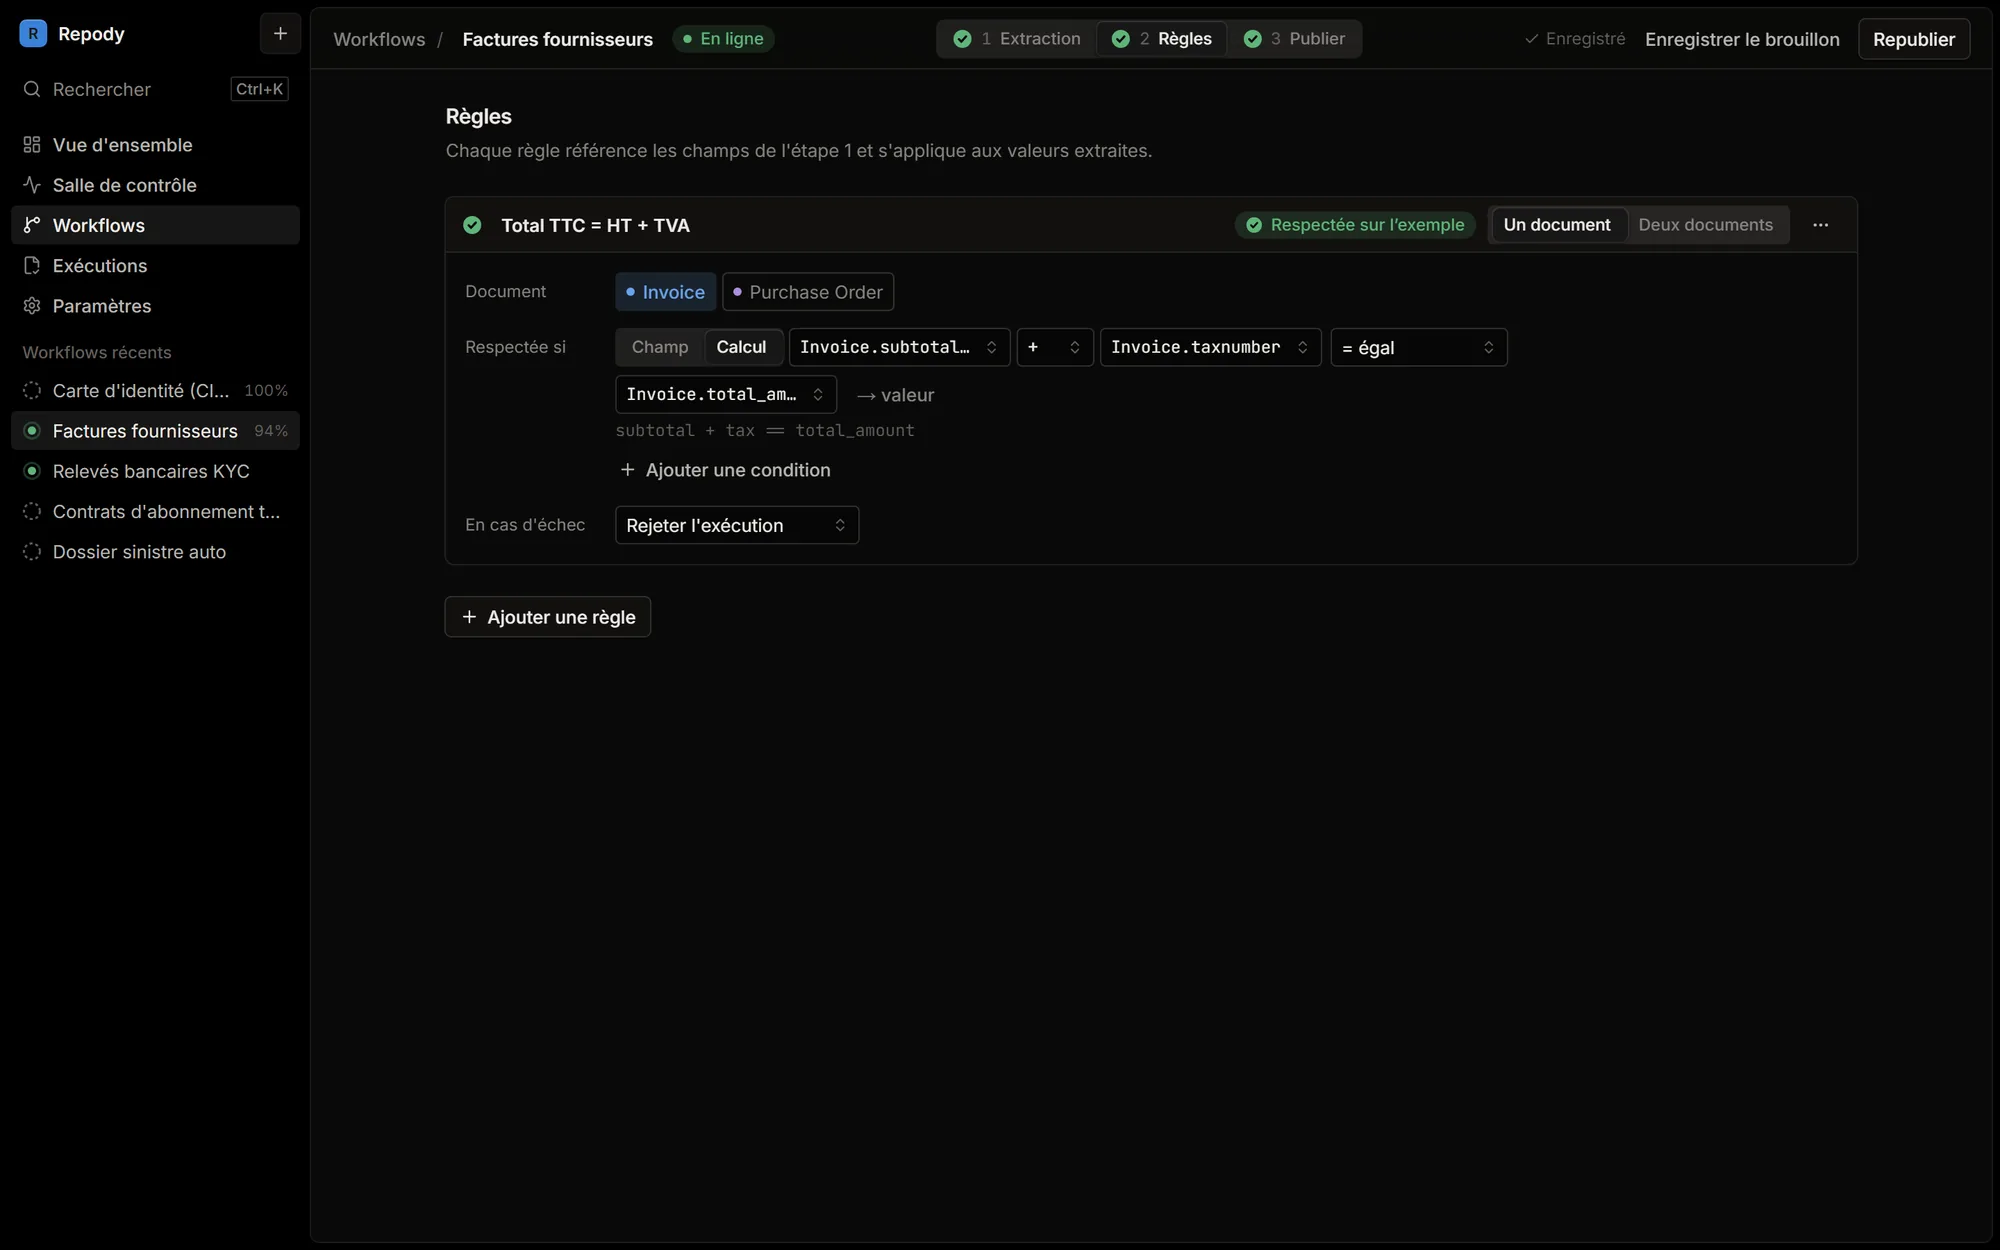 R Repody +
Rechercher Ctrl+K
Vue d'ensemble
Salle de contrôle
Workflows
Exécutions
Paramètres
Workflows récents
Carte d'identité (CI... 100%
Factures fournisseurs 94%
Relevés bancaires KYC
Contrats d'abonnement t...
Dossier sinistre auto
Workflows / Factures fournisseurs En ligne
1 Extraction 2 Règles 3 Publier
Enregistré Enregistrer le brouillon Republier
Règles
Chaque règle référence les champs de l'étape 1 et s'applique aux valeurs extraites.
Total TTC = HT + TVA Respectée sur l’exemple Un document Deux documents ...
Document Invoice Purchase Order
Respectée si Champ Calcul Invoice.subtotal… + Invoice.taxnumber = égal
Invoice.total_am… → valeur
subtotal + tax == total_amount
+ Ajouter une condition
En cas d'échec Rejeter l'exécution
+ Ajouter une règle